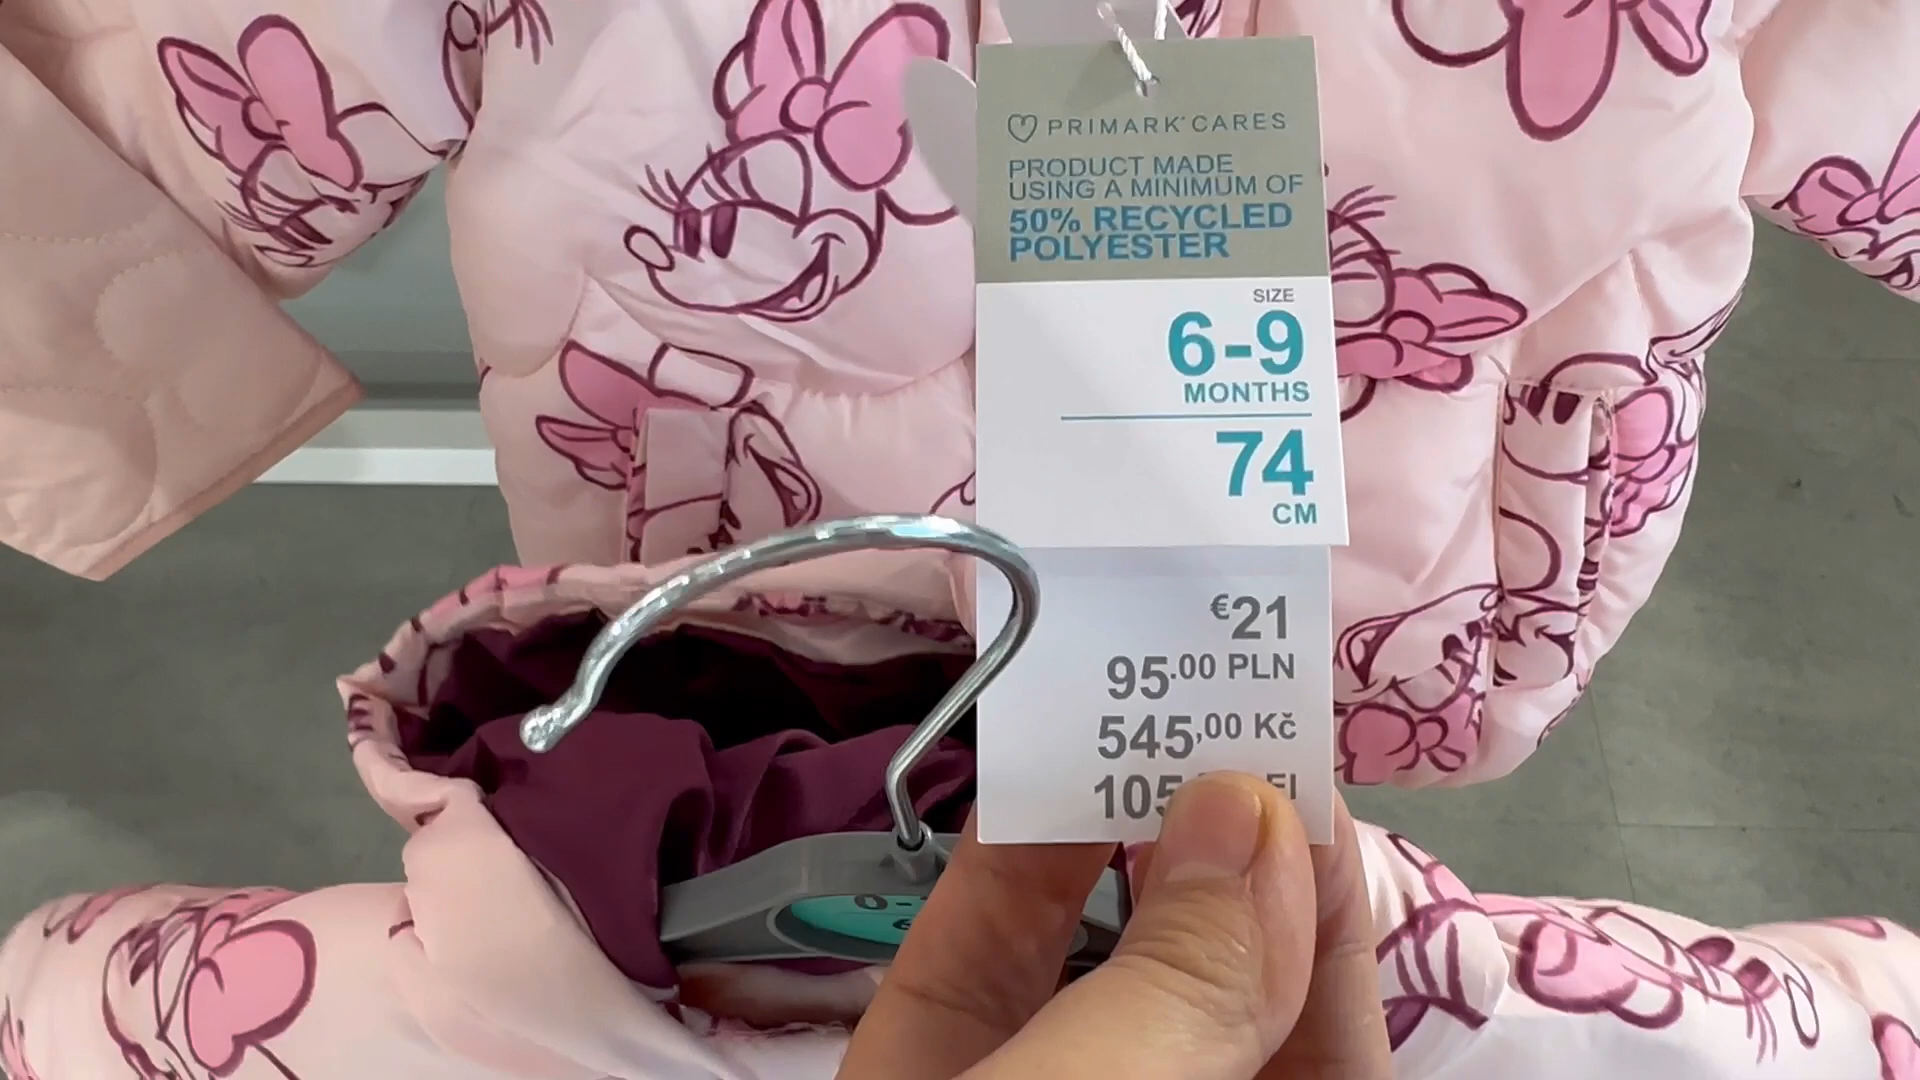 PRIMARK CARES
PRODUCT MADE
USING A MINIMUM OF
50% RECYCLED
POLYESTER
SIZE
6-9
MONTHS
74
CM
€21
95.00 PLN
545,00 Kč
105